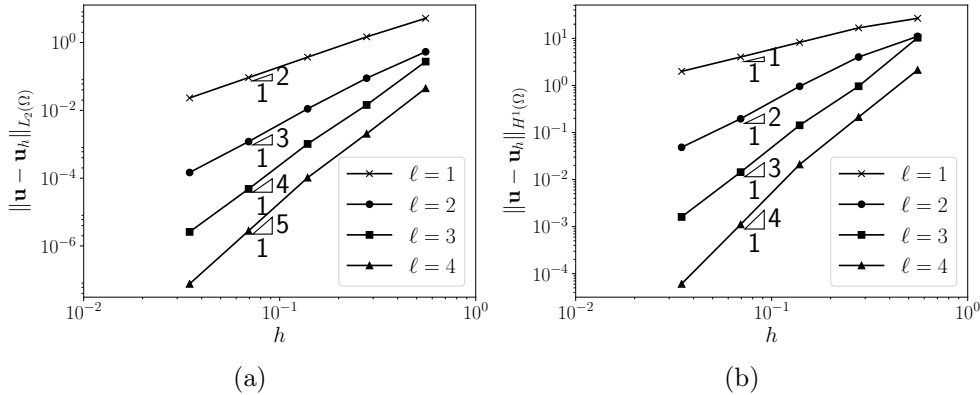 ‖u − u_h‖_{L_2(Ω)}
10^0
10^{−2}
10^{−4}
10^{−6}
2
1
3
1
4
1
5
1
ℓ = 1
ℓ = 2
ℓ = 3
ℓ = 4
10^{−2}
10^{−1}
10^0
h
(a)
‖u − u_h‖_{H^1(Ω)}
10^1
10^0
10^{−1}
10^{−2}
10^{−3}
10^{−4}
1
1
2
1
3
1
4
1
ℓ = 1
ℓ = 2
ℓ = 3
ℓ = 4
10^{−2}
10^{−1}
10^0
h
(b)